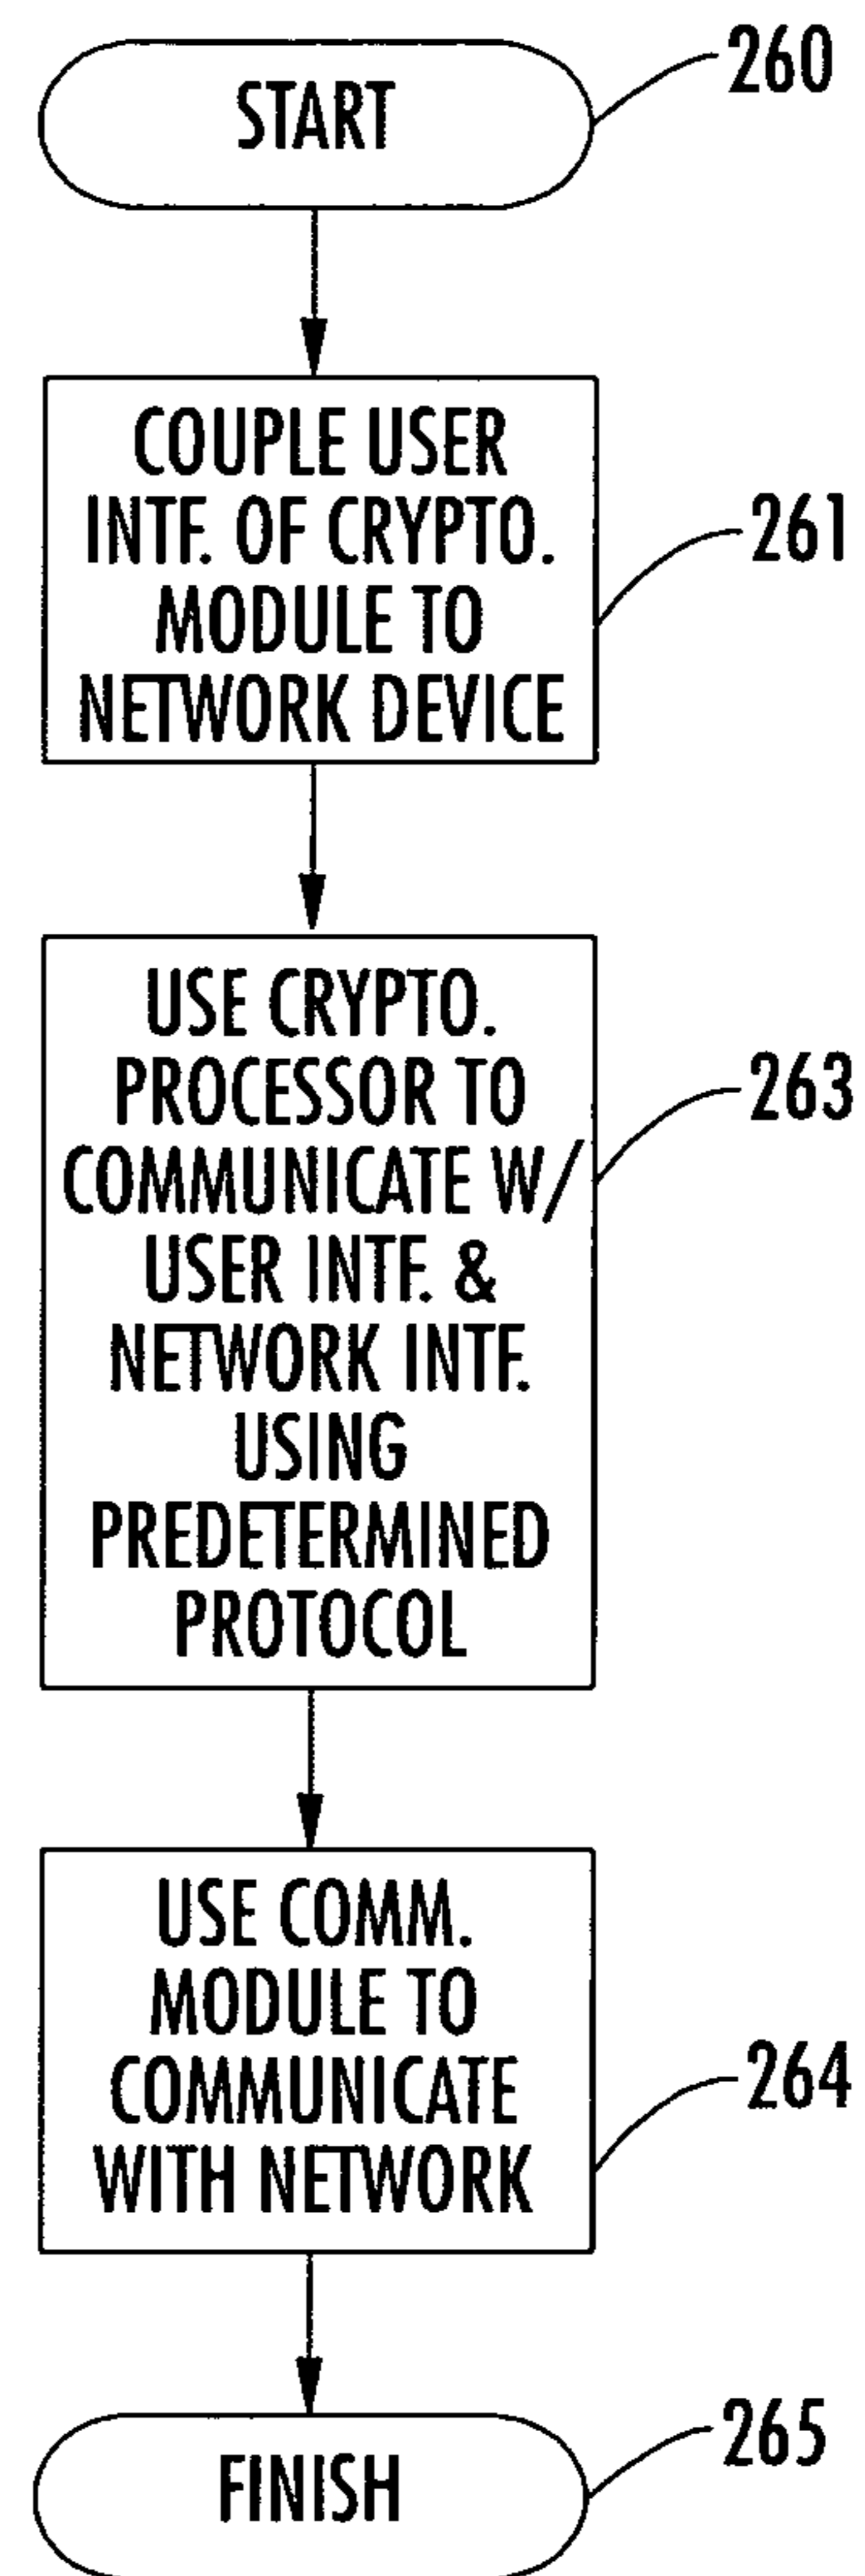 START
260
COUPLE USER
INTF. OF CRYPTO.
MODULE TO
NETWORK DEVICE
261
USE CRYPTO.
PROCESSOR TO
COMMUNICATE W/
USER INTF. &
NETWORK INTF.
USING
PREDETERMINED
PROTOCOL
263
USE COMM.
MODULE TO
COMMUNICATE
WITH NETWORK
264
FINISH
265